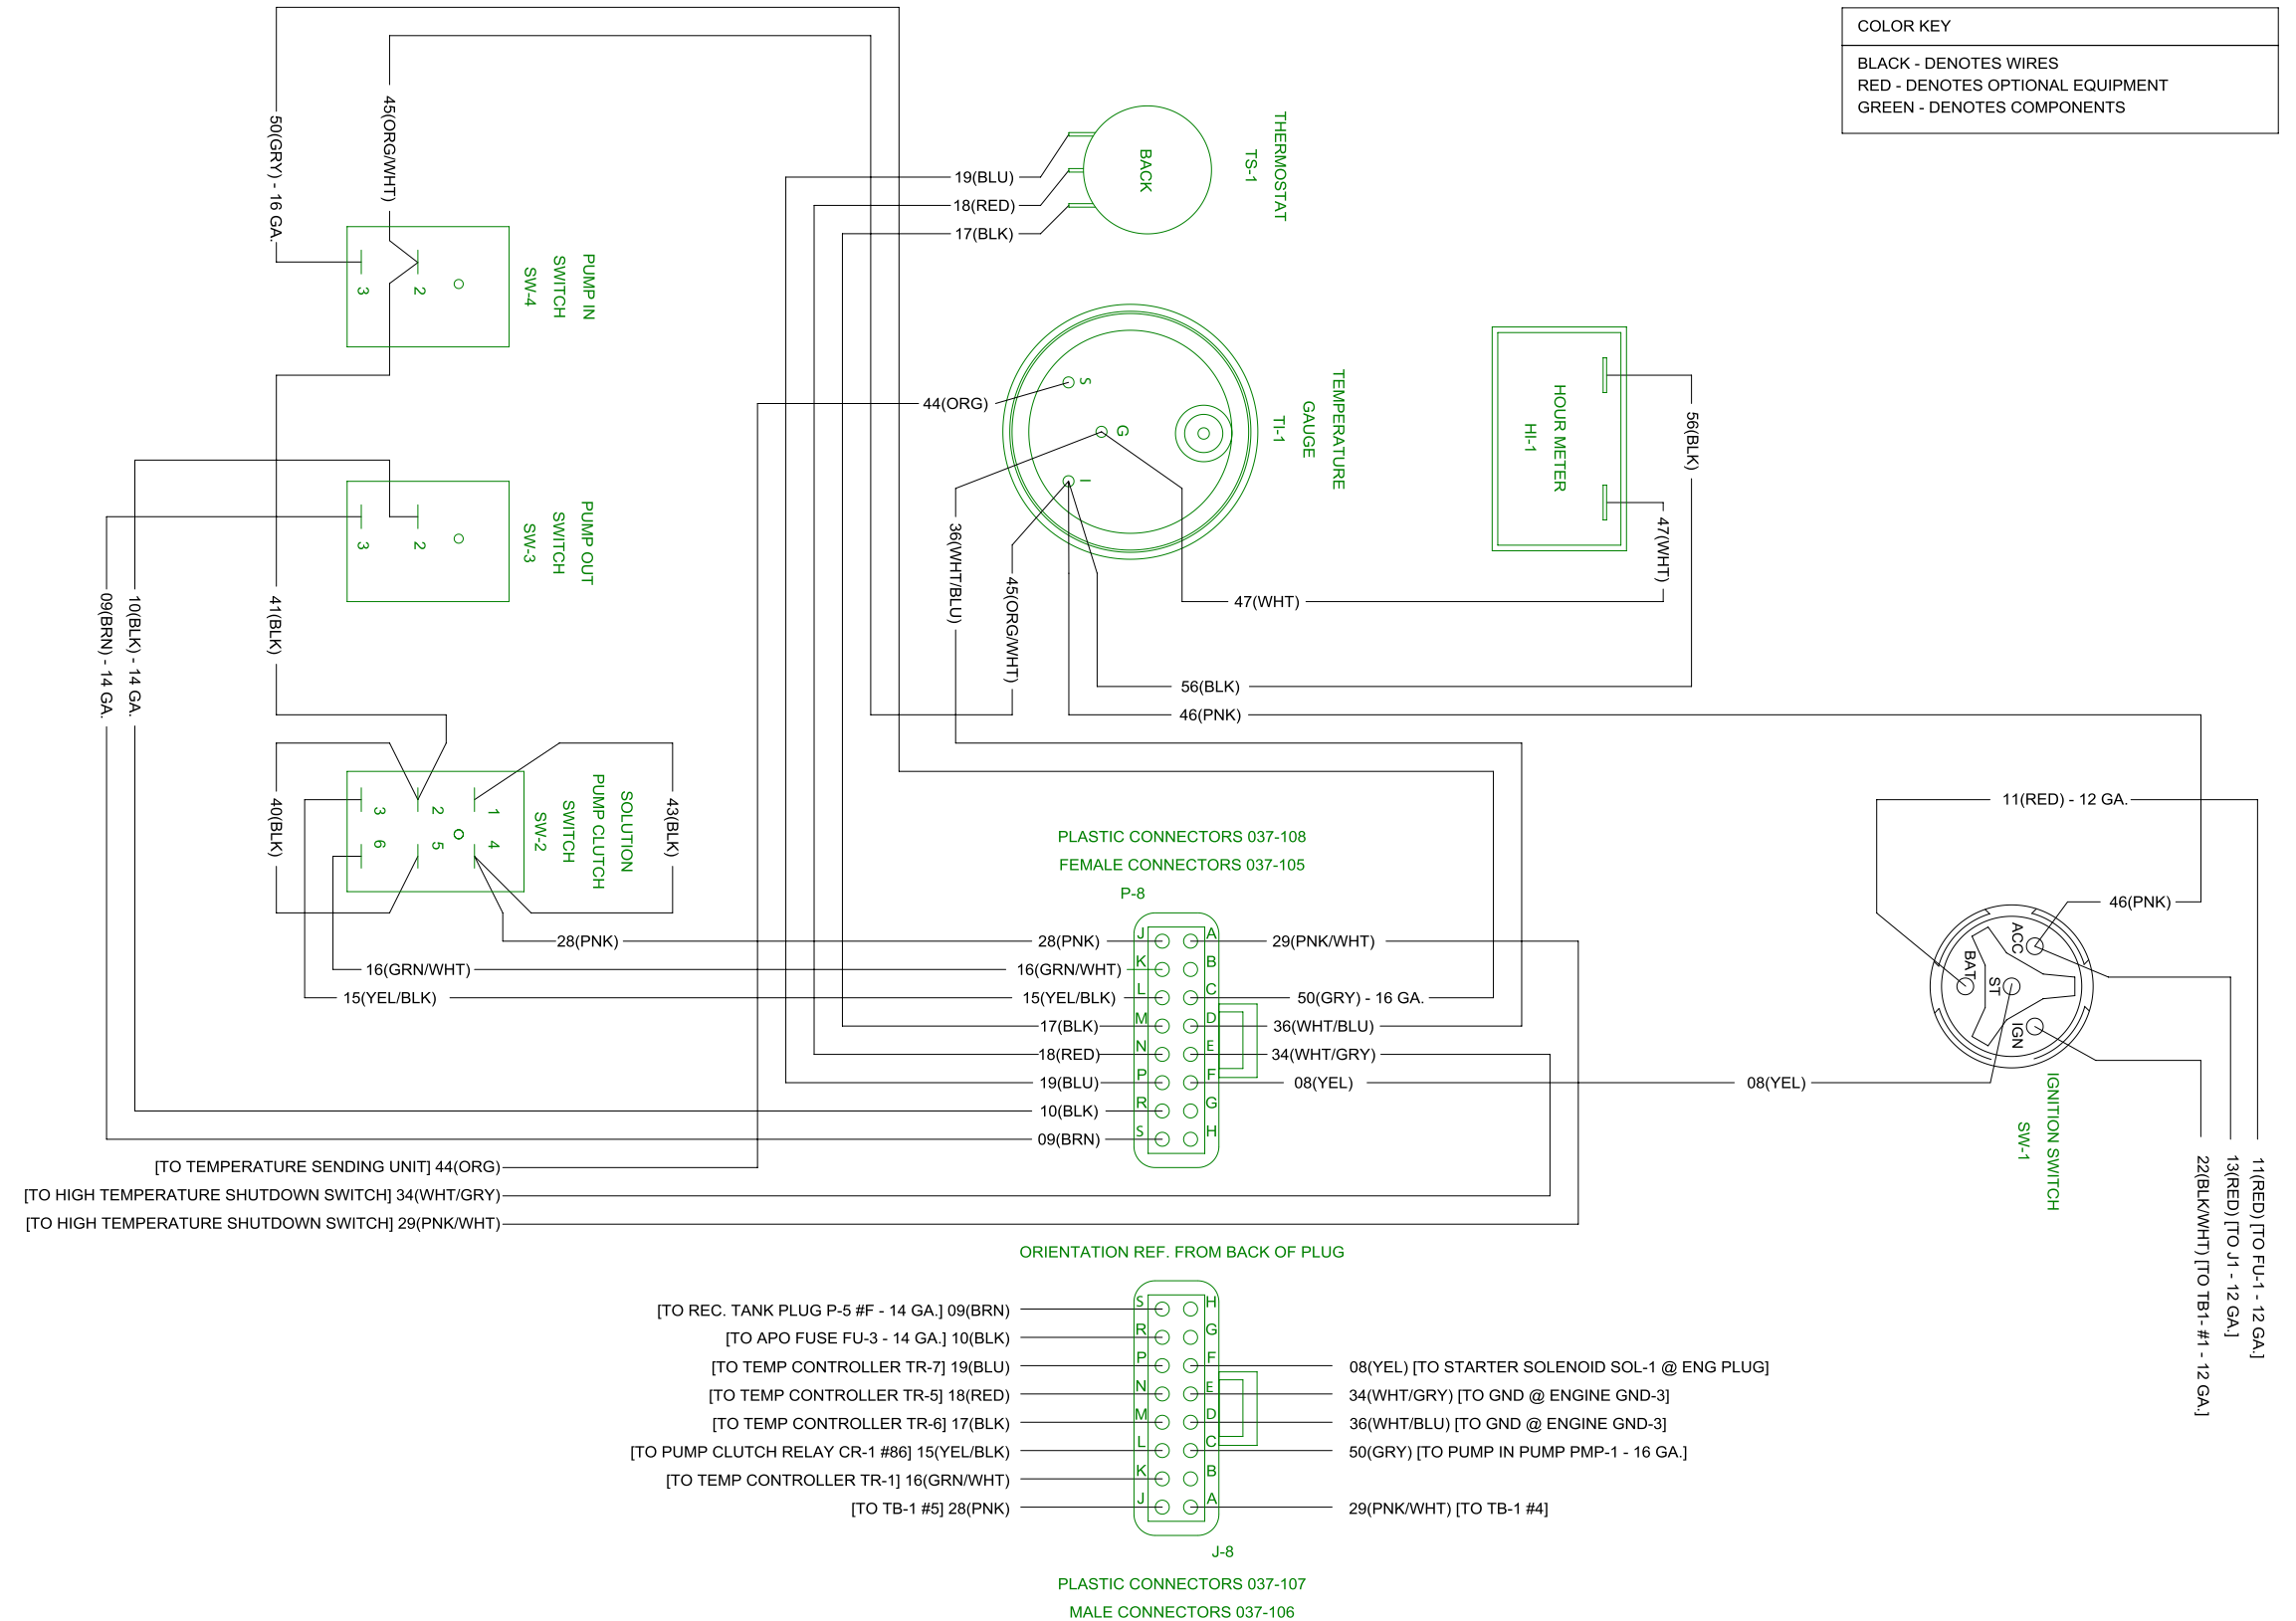 COLOR KEY
BLACK - DENOTES WIRES
RED - DENOTES OPTIONAL EQUIPMENT
GREEN - DENOTES COMPONENTS
50(GRY) - 16 GA.
45(ORG/WHT)
3
2
PUMP IN
SWITCH
SW-4
19(BLU)
18(RED)
17(BLK)
BACK
THERMOSTAT
TS-1
44(ORG)
S
G
I
TEMPERATURE
GAUGE
TI-1
HOUR METER
HI-1
56(BLK)
47(WHT)
47(WHT)
56(BLK)
46(PNK)
36(WHT/BLU)
45(ORG/WHT)
3
2
PUMP OUT
SWITCH
SW-3
09(BRN) - 14 GA.
10(BLK) - 14 GA.
41(BLK)
40(BLK)
3
2
1
6
5
4
SOLUTION
PUMP CLUTCH
SWITCH
SW-2
43(BLK)
PLASTIC CONNECTORS 037-108
FEMALE CONNECTORS 037-105
P-8
28(PNK)
28(PNK)
J
A
29(PNK/WHT)
16(GRN/WHT)
16(GRN/WHT)
K
B
15(YEL/BLK)
15(YEL/BLK)
L
C
50(GRY) - 16 GA.
17(BLK)
M
D
36(WHT/BLU)
18(RED)
N
E
34(WHT/GRY)
19(BLU)
P
F
08(YEL)
08(YEL)
10(BLK)
R
G
09(BRN)
S
H
11(RED) - 12 GA.
46(PNK)
ACC
BAT
ST
IGN
IGNITION SWITCH
SW-1
11(RED) [TO FU-1 - 12 GA.]
13(RED) [TO J1 - 12 GA.]
22(BLK/WHT) [TO TB1- #1 - 12 GA.]
[TO TEMPERATURE SENDING UNIT] 44(ORG)
[TO HIGH TEMPERATURE SHUTDOWN SWITCH] 34(WHT/GRY)
[TO HIGH TEMPERATURE SHUTDOWN SWITCH] 29(PNK/WHT)
ORIENTATION REF. FROM BACK OF PLUG
[TO REC. TANK PLUG P-5 #F - 14 GA.] 09(BRN)
S
H
[TO APO FUSE FU-3 - 14 GA.] 10(BLK)
R
G
[TO TEMP CONTROLLER TR-7] 19(BLU)
P
F
08(YEL) [TO STARTER SOLENOID SOL-1 @ ENG PLUG]
[TO TEMP CONTROLLER TR-5] 18(RED)
N
E
34(WHT/GRY) [TO GND @ ENGINE GND-3]
[TO TEMP CONTROLLER TR-6] 17(BLK)
M
D
36(WHT/BLU) [TO GND @ ENGINE GND-3]
[TO PUMP CLUTCH RELAY CR-1 #86] 15(YEL/BLK)
L
C
50(GRY) [TO PUMP IN PUMP PMP-1 - 16 GA.]
[TO TEMP CONTROLLER TR-1] 16(GRN/WHT)
K
B
[TO TB-1 #5] 28(PNK)
J
A
29(PNK/WHT) [TO TB-1 #4]
J-8
PLASTIC CONNECTORS 037-107
MALE CONNECTORS 037-106